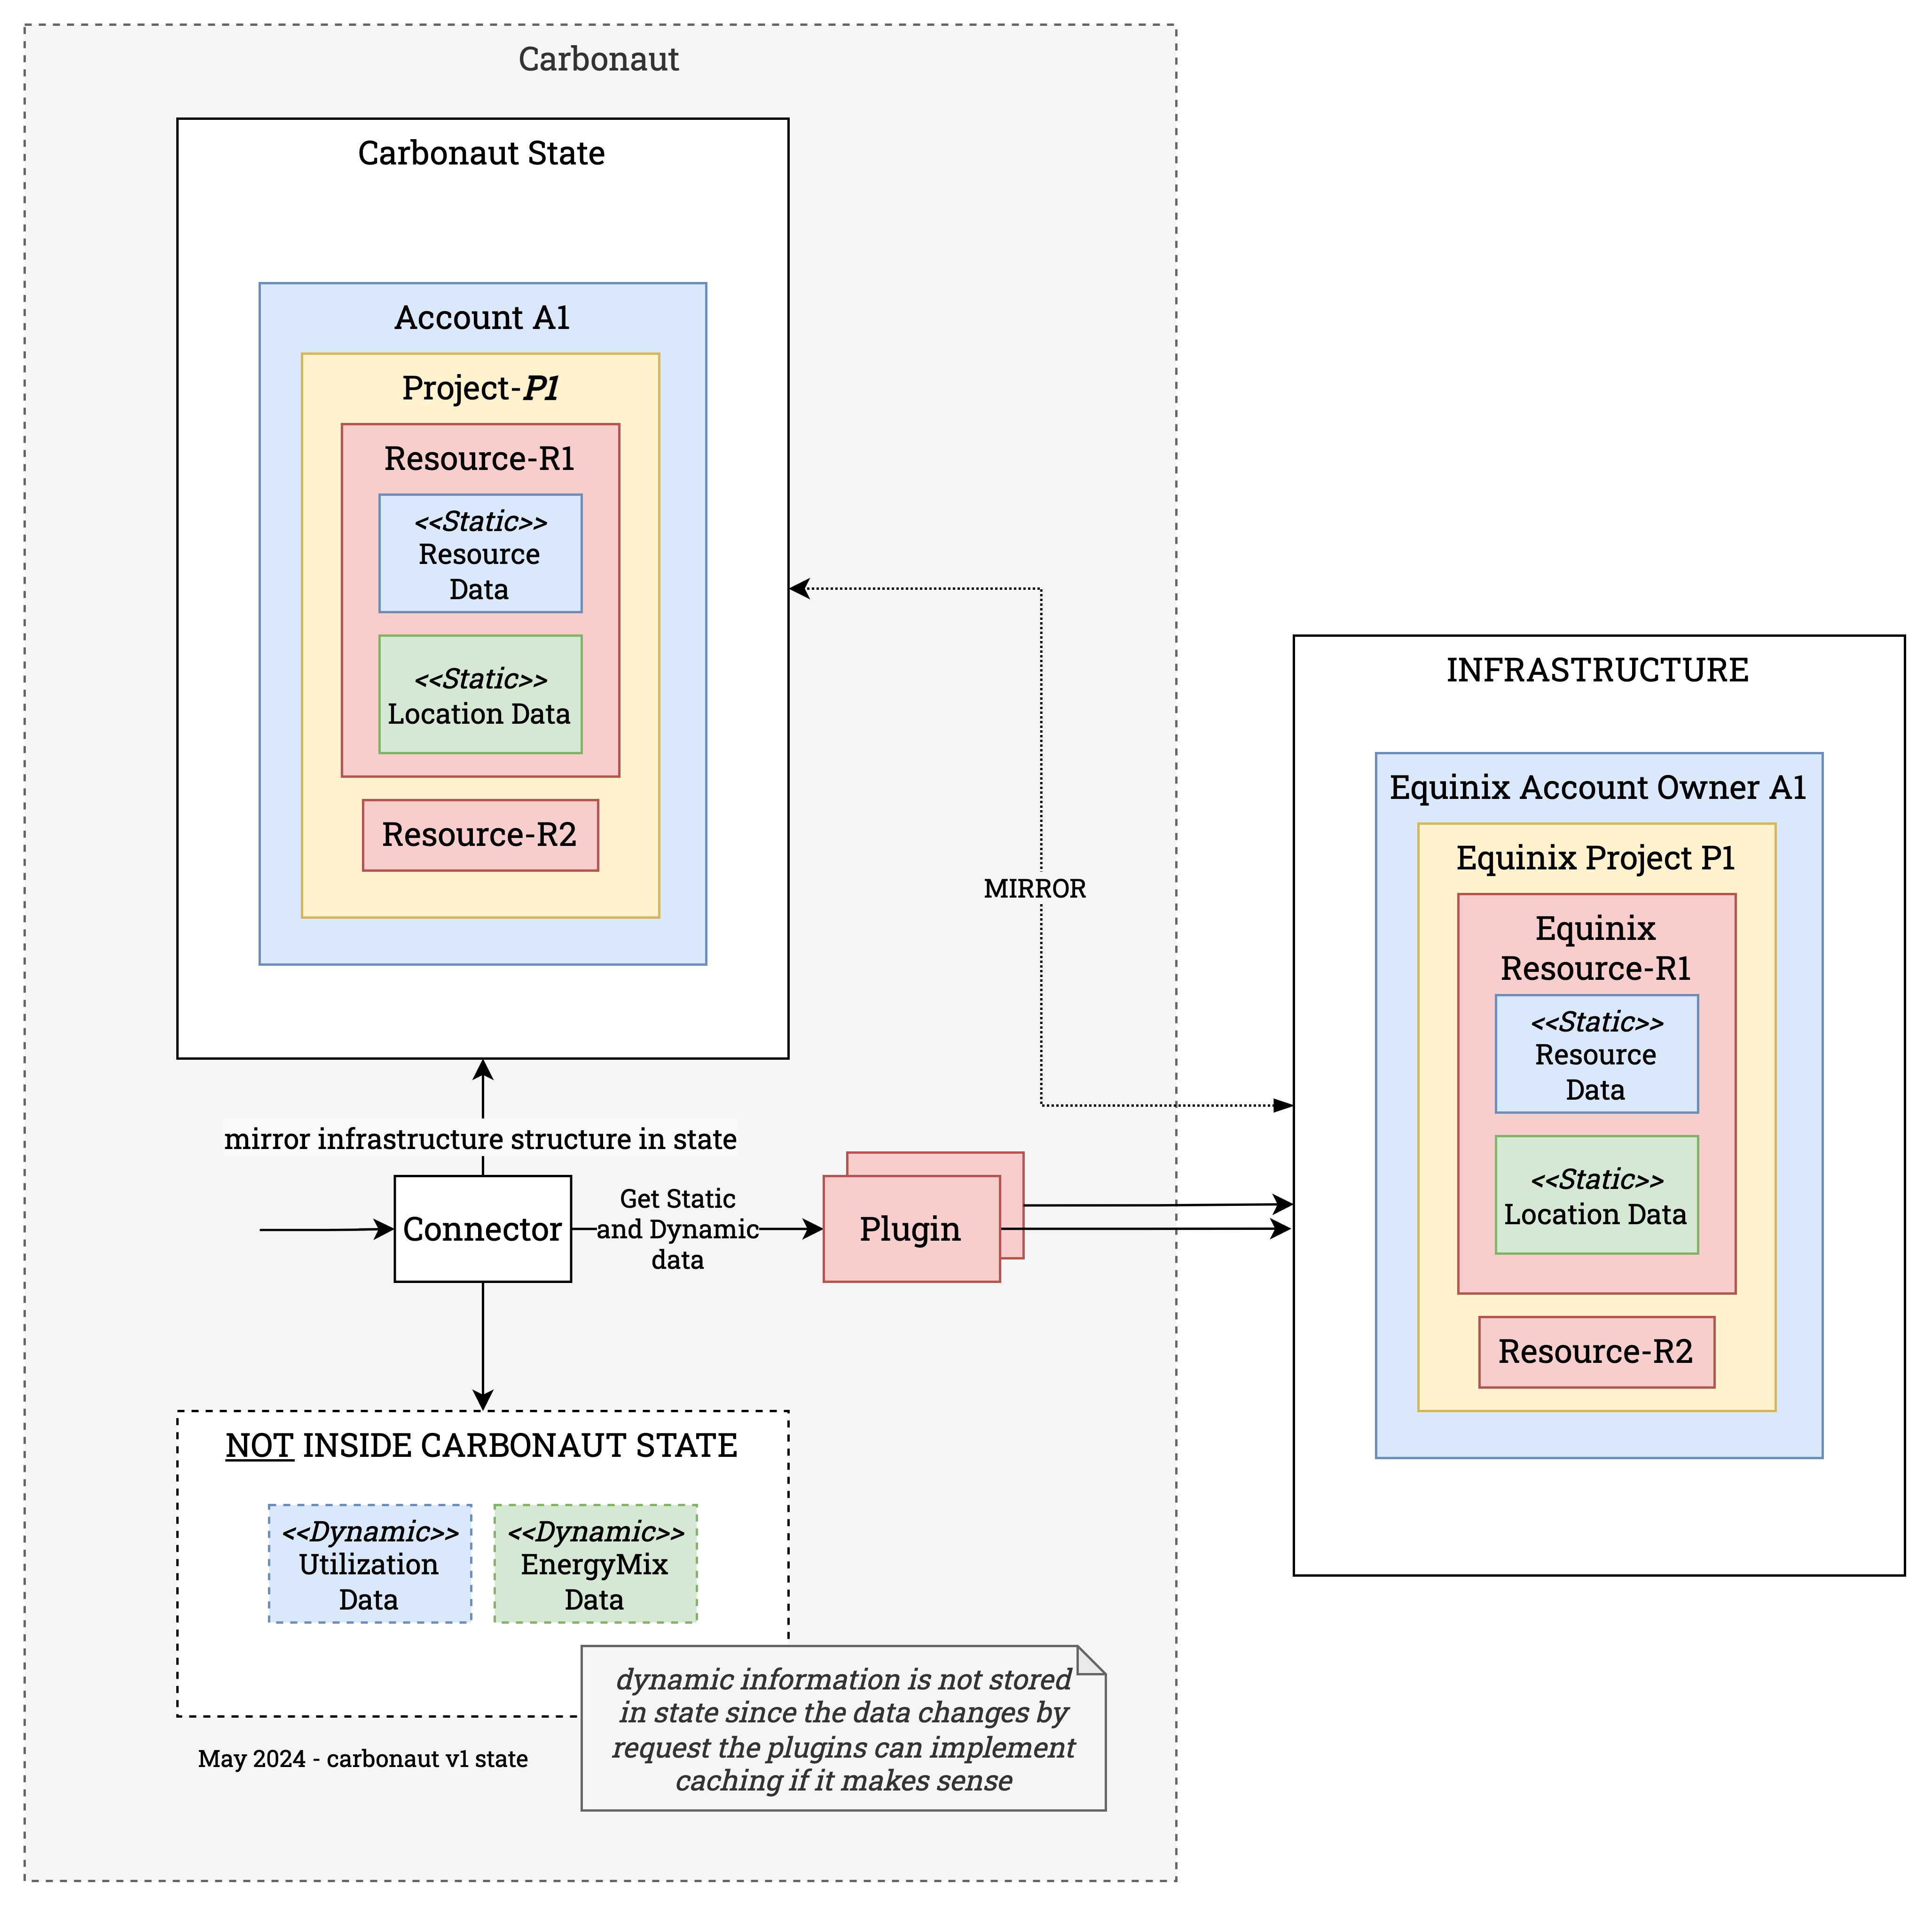 Carbonaut
Carbonaut State
Account A1
Project-P1
Resource-R1
<<Static>>
Resource
Data
<<Static>>
Location Data
Resource-R2
MIRROR
INFRASTRUCTURE
Equinix Account Owner A1
Equinix Project P1
Equinix
Resource-R1
<<Static>>
Resource
Data
<<Static>>
Location Data
Resource-R2
mirror infrastructure structure in state
Connector
Get Static
and Dynamic
data
Plugin
NOT INSIDE CARBONAUT STATE
<<Dynamic>>
Utilization
Data
<<Dynamic>>
EnergyMix
Data
dynamic information is not stored
in state since the data changes by
request the plugins can implement
caching if it makes sense
May 2024 - carbonaut v1 state